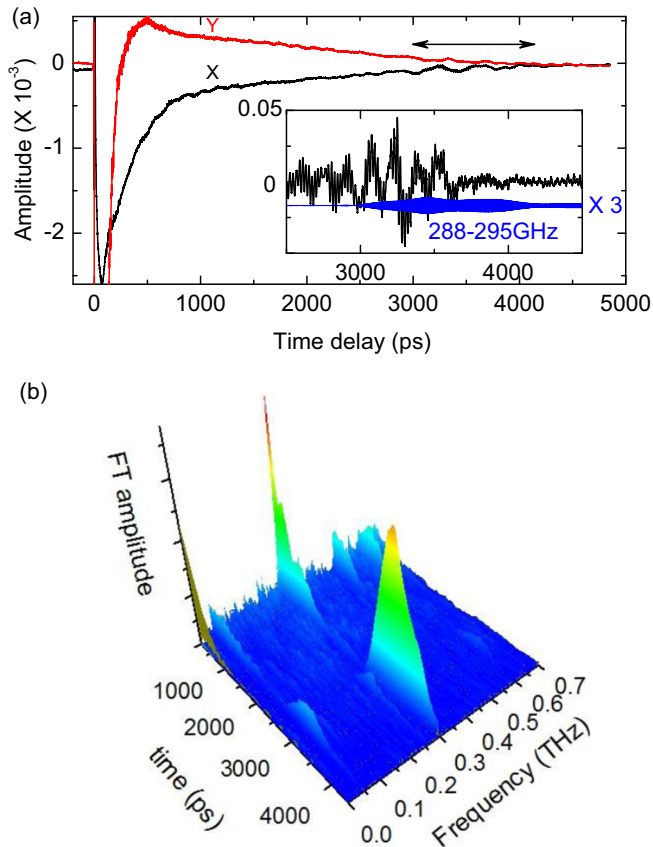 (a)
Y
X
Amplitude (X 10-3)
0
-1
-2
0.05
0
X 3
288-295GHz
3000
4000
0
1000
2000
3000
4000
5000
Time delay (ps)
(b)
FT amplitude
1000
2000
3000
4000
time (ps)
0.0
0.1
0.2
0.3
0.4
0.5
0.6
0.7
Frequency (THz)